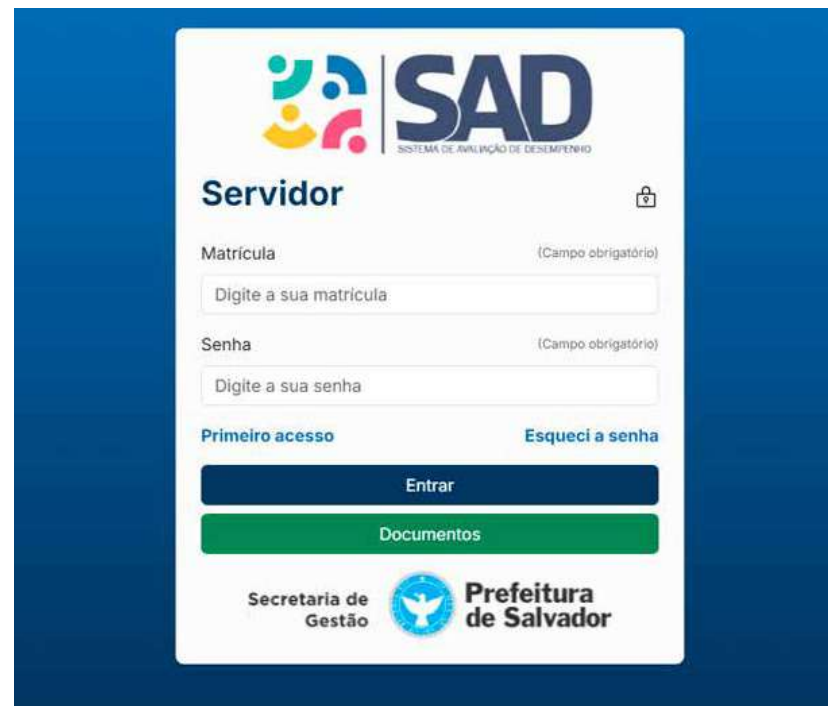 SAD
SISTEMA DE AVALIAÇÃO DE DESEMPENHO
Servidor
Matrícula (Campo obrigatório)
Digite a sua matrícula
Senha (Campo obrigatório)
Digite a sua senha
Primeiro acesso Esqueci a senha
Entrar
Documentos
Secretaria de Gestão
Prefeitura de Salvador